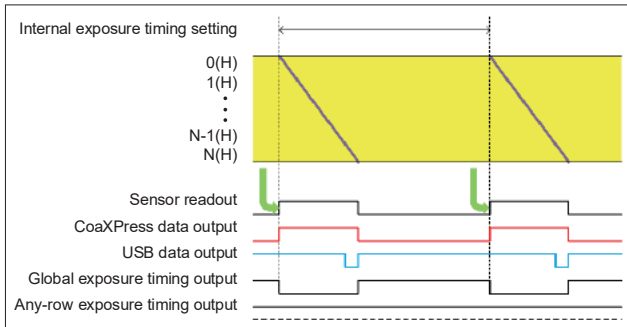 Internal exposure timing setting
0(H)
1(H)
N-1(H)
N(H)
Sensor readout
CoaXPress data output
USB data output
Global exposure timing output
Any-row exposure timing output